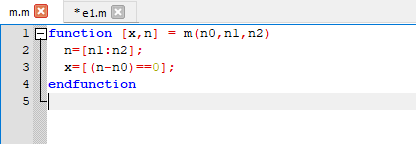 m.m * e1.m
1 function [x,n] = m(n0,n1,n2)
2 n=[n1:n2];
3 x=[(n-n0)==0];
4 endfunction
5